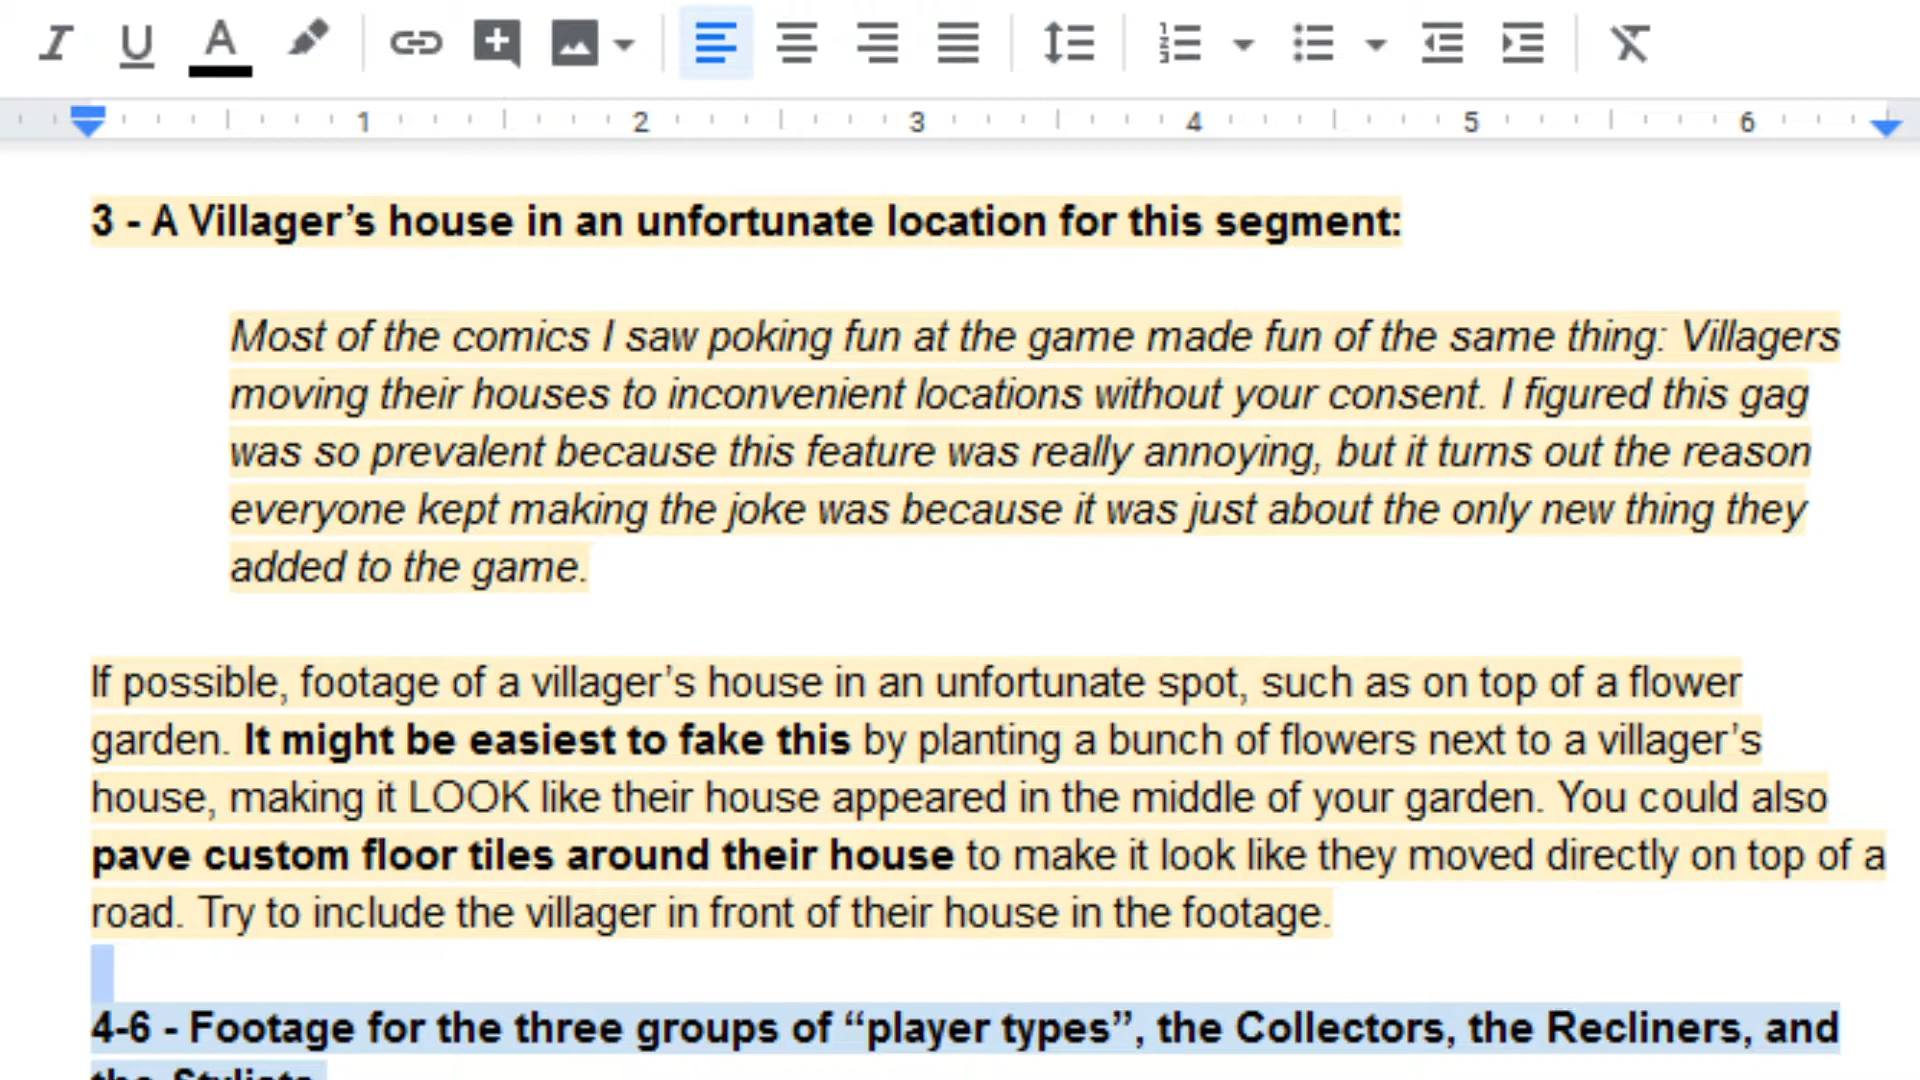 1 2 3 4 5 6
3 - A Villager’s house in an unfortunate location for this segment:
Most of the comics I saw poking fun at the game made fun of the same thing: Villagers
moving their houses to inconvenient locations without your consent. I figured this gag
was so prevalent because this feature was really annoying, but it turns out the reason
everyone kept making the joke was because it was just about the only new thing they
added to the game.
If possible, footage of a villager’s house in an unfortunate spot, such as on top of a flower
garden. It might be easiest to fake this by planting a bunch of flowers next to a villager’s
house, making it LOOK like their house appeared in the middle of your garden. You could also
pave custom floor tiles around their house to make it look like they moved directly on top of a
road. Try to include the villager in front of their house in the footage.
4-6 - Footage for the three groups of “player types”, the Collectors, the Recliners, and
the Stylists